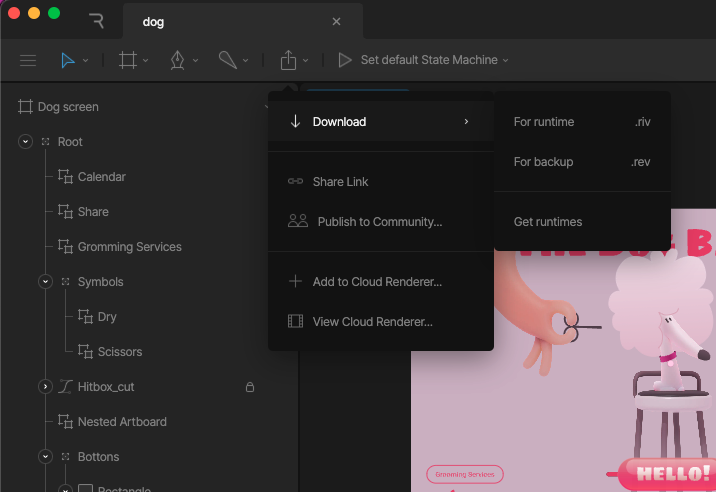 dog
Set default State Machine
Dog screen
Root
Calendar
Share
Gromming Services
Symbols
Dry
Scissors
Hitbox_cut
Nested Artboard
Bottons
Rectangle
Download
Share Link
Publish to Community...
Add to Cloud Renderer...
View Cloud Renderer...
For runtime .riv
For backup .rev
Get runtimes
Grooming Services
HELLO!